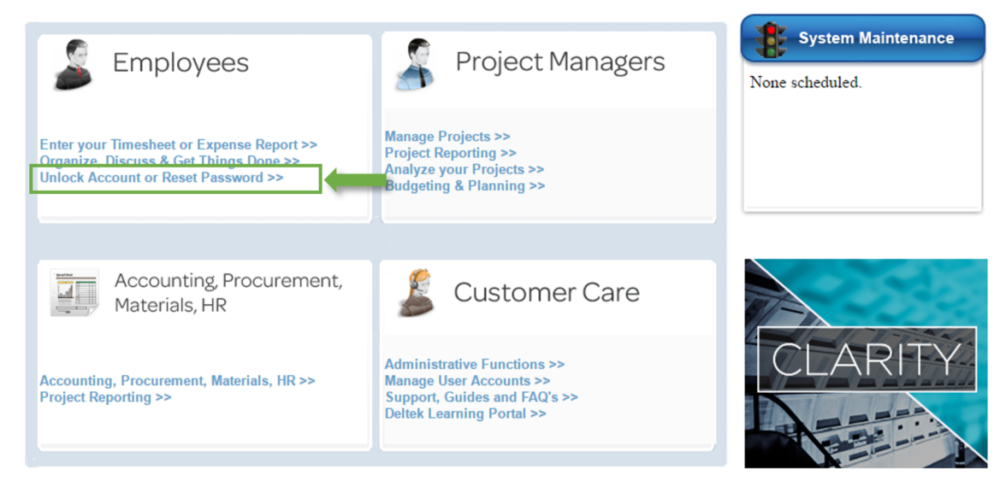 Employees
Enter your Timesheet or Expense Report >>
Organize, Discuss & Get Things Done >>
Unlock Account or Reset Password >>
Project Managers
Manage Projects >>
Project Reporting >>
Analyze your Projects >>
Budgeting & Planning >>
System Maintenance
None scheduled.
Accounting, Procurement,
Materials, HR
Accounting, Procurement, Materials, HR >>
Project Reporting >>
Customer Care
Administrative Functions >>
Manage User Accounts >>
Support, Guides and FAQ's >>
Deltek Learning Portal >>
CLARITY